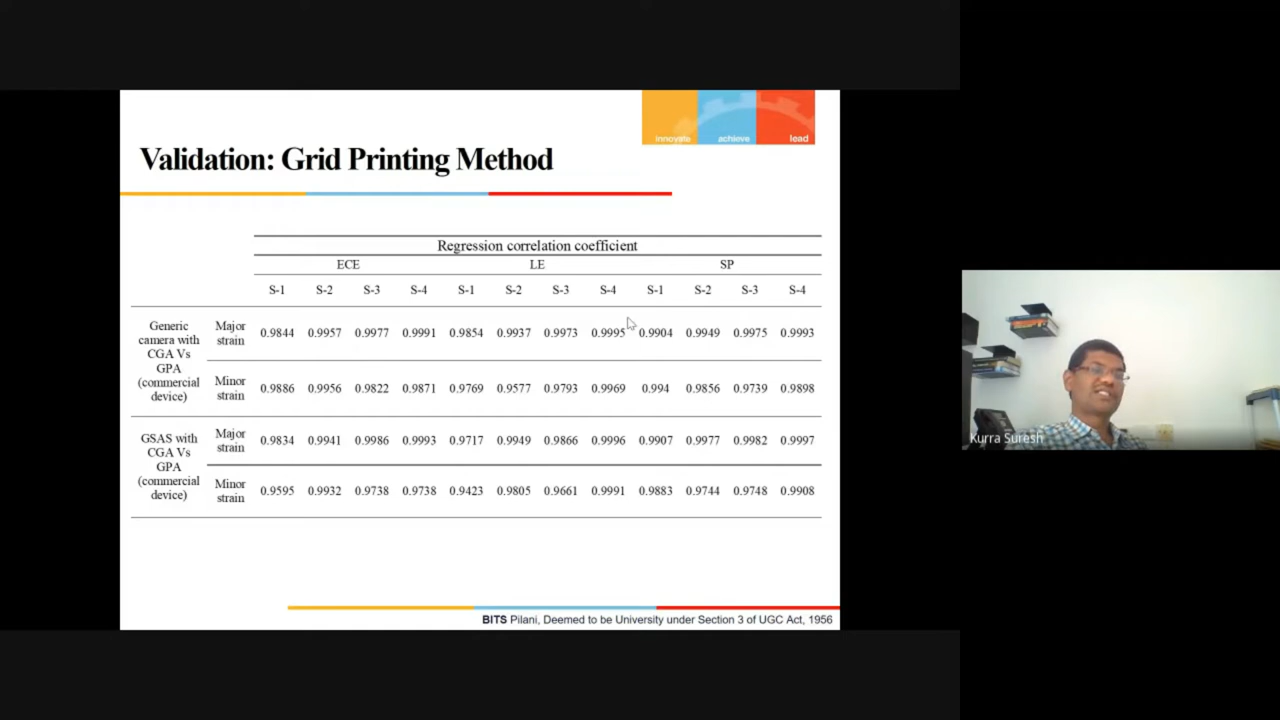 innovate achieve lead
Validation: Grid Printing Method
Regression correlation coefficient
ECE LE SP
S-1 S-2 S-3 S-4 S-1 S-2 S-3 S-4 S-1 S-2 S-3 S-4
Generic
camera with
CGA Vs
GPA
(commercial
device)
Major
strain
0.9844 0.9957 0.9977 0.9991 0.9854 0.9937 0.9973 0.9995 0.9904 0.9949 0.9975 0.9993
Minor
strain
0.9886 0.9956 0.9822 0.9871 0.9769 0.9577 0.9793 0.9969 0.994 0.9856 0.9739 0.9898
GSAS with
CGA Vs
GPA
(commercial
device)
Major
strain
0.9834 0.9941 0.9986 0.9993 0.9717 0.9949 0.9866 0.9996 0.9907 0.9977 0.9982 0.9997
Minor
strain
0.9595 0.9932 0.9738 0.9738 0.9423 0.9805 0.9661 0.9991 0.9883 0.9744 0.9748 0.9908
BITS Pilani, Deemed to be University under Section 3 of UGC Act, 1956
Kurra Suresh